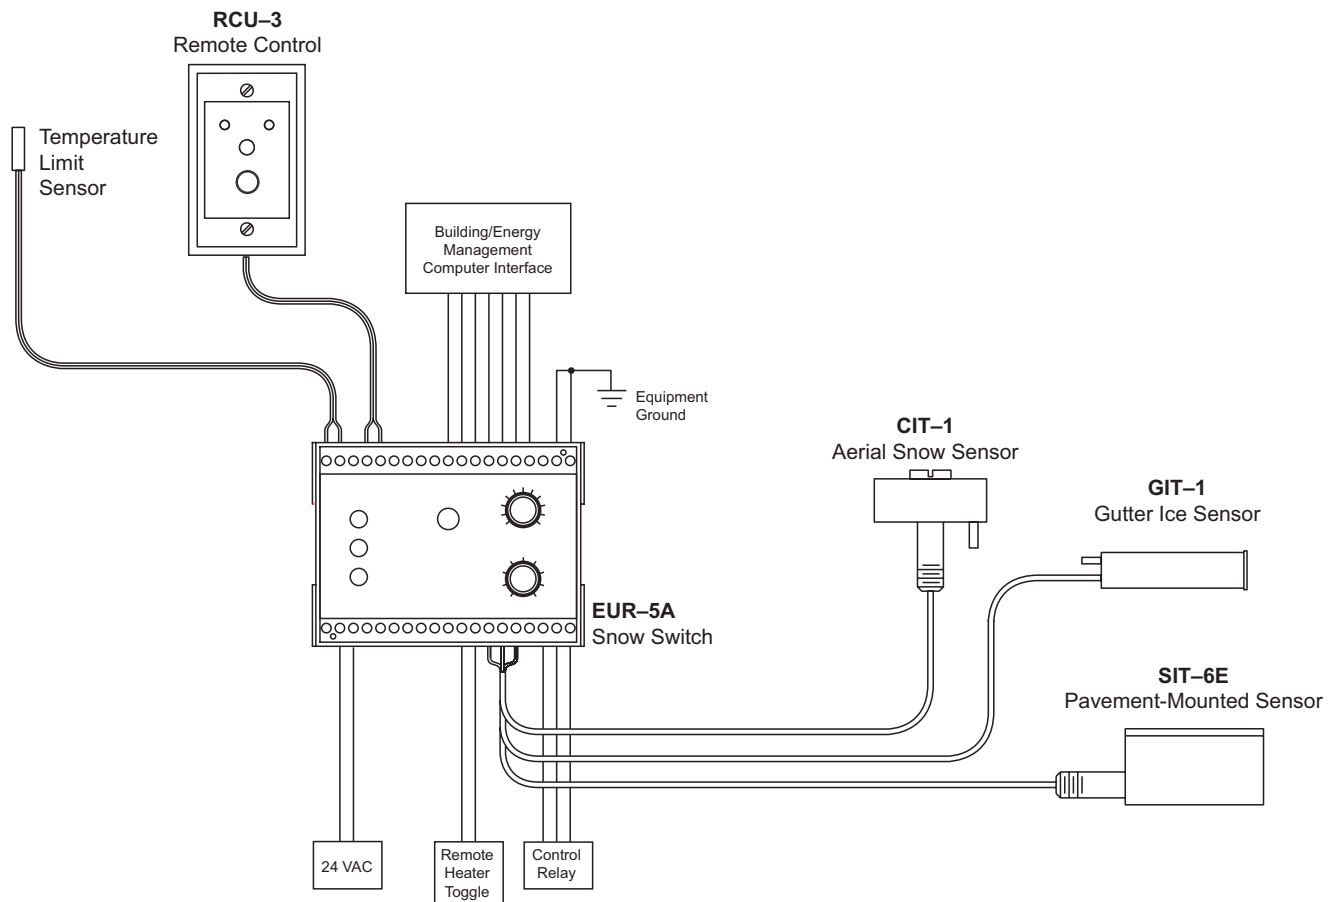 RCU–3
Remote Control
Temperature
Limit
Sensor
Building/Energy
Management
Computer Interface
Equipment
Ground
CIT–1
Aerial Snow Sensor
GIT–1
Gutter Ice Sensor
EUR–5A
Snow Switch
SIT–6E
Pavement-Mounted Sensor
24 VAC
Remote
Heater
Toggle
Control
Relay